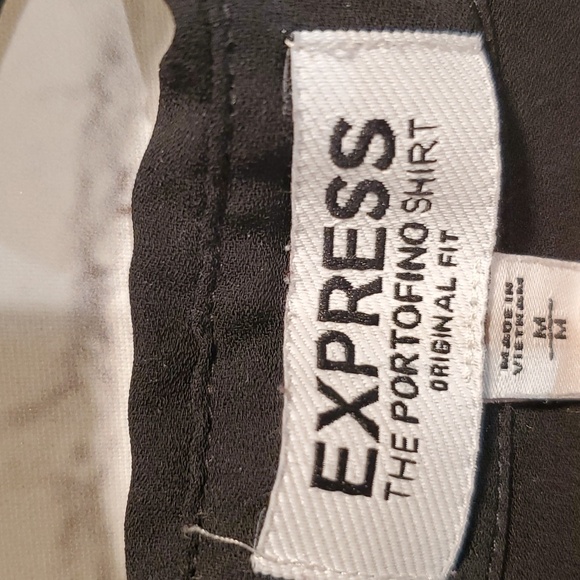 EXPRESS
THE PORTOFINO SHIRT
ORIGINAL FIT
MADE IN
VIETNAM
M
M